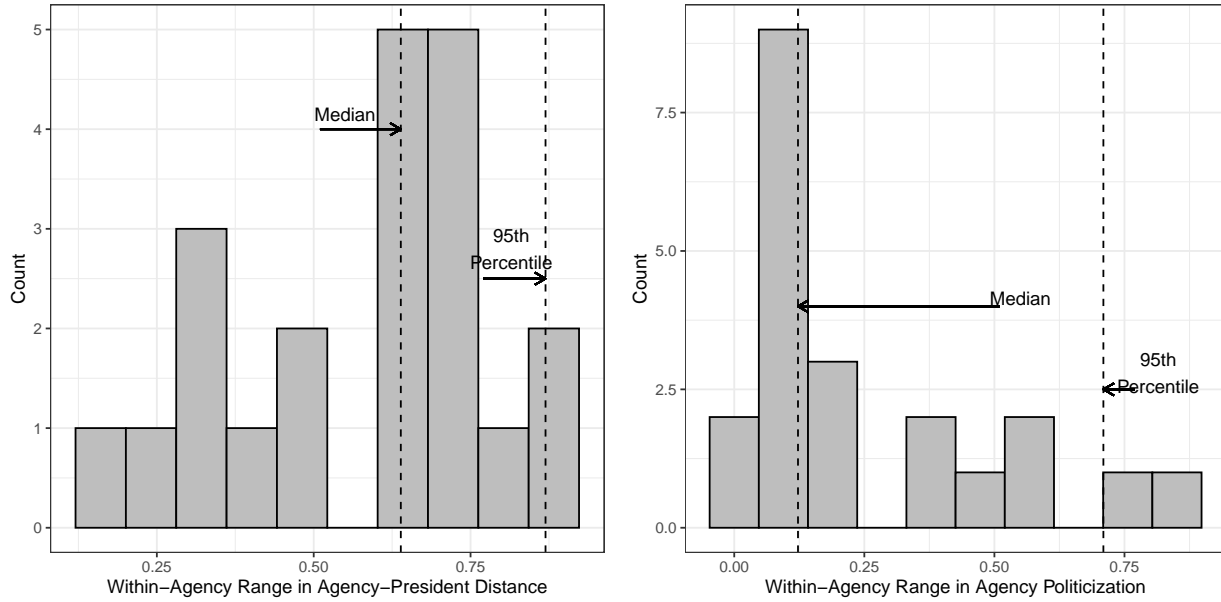 5
4
3
2
1
0
Count
Median
95th
Percentile
0.25
0.50
0.75
Within−Agency Range in Agency−President Distance
7.5
5.0
2.5
0.0
Count
Median
95th
Percentile
0.00
0.25
0.50
0.75
Within−Agency Range in Agency Politicization